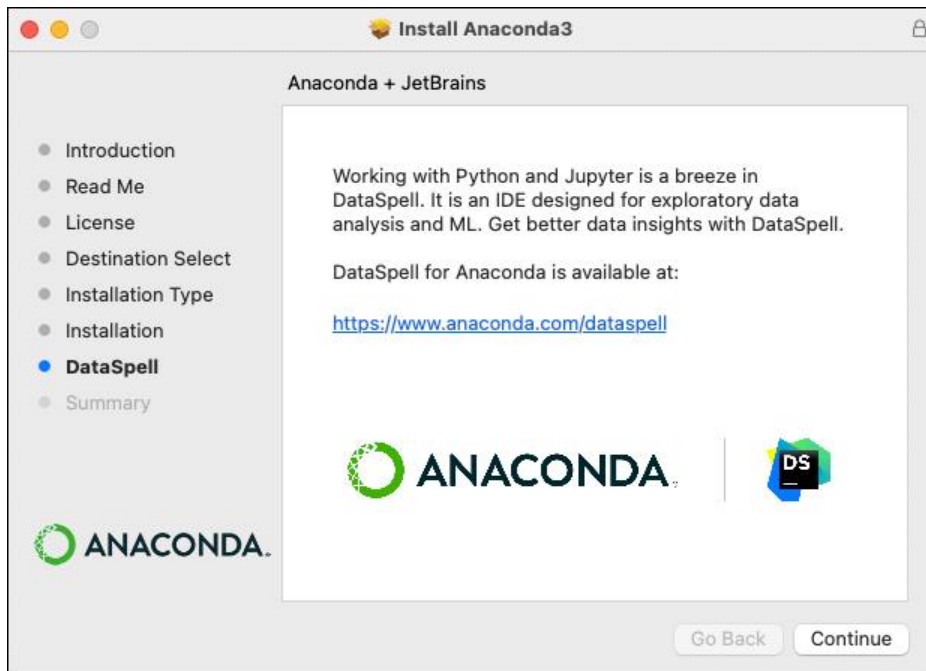 Install Anaconda3
Anaconda + JetBrains
Introduction
Read Me
License
Destination Select
Installation Type
Installation
DataSpell
Summary
Working with Python and Jupyter is a breeze in
DataSpell. It is an IDE designed for exploratory data
analysis and ML. Get better data insights with DataSpell.
DataSpell for Anaconda is available at:
https://www.anaconda.com/dataspell
ANACONDA.
DS
ANACONDA.
Go Back
Continue